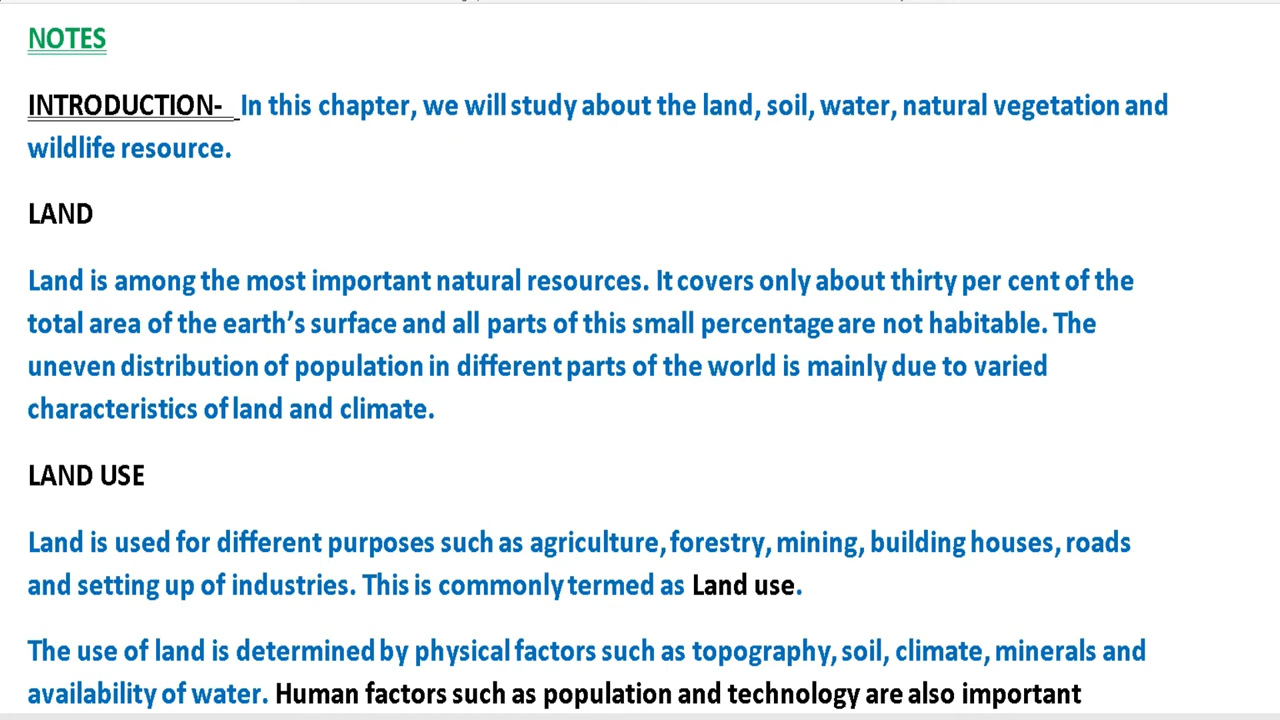 NOTES
INTRODUCTION- In this chapter, we will study about the land, soil, water, natural vegetation and
wildlife resource.
LAND
Land is among the most important natural resources. It covers only about thirty per cent of the
total area of the earth’s surface and all parts of this small percentage are not habitable. The
uneven distribution of population in different parts of the world is mainly due to varied
characteristics of land and climate.
LAND USE
Land is used for different purposes such as agriculture, forestry, mining, building houses, roads
and setting up of industries. This is commonly termed as Land use.
The use of land is determined by physical factors such as topography, soil, climate, minerals and
availability of water. Human factors such as population and technology are also important